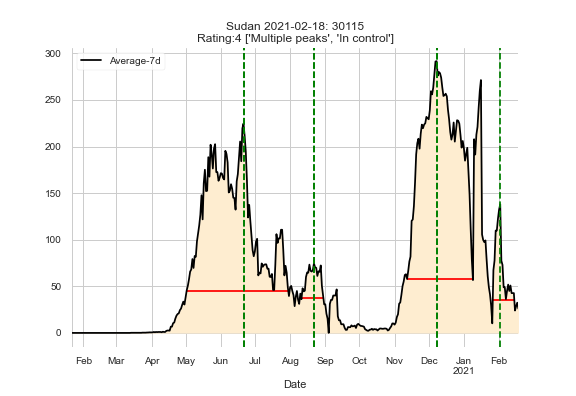 Sudan 2021-02-18: 30115
Rating:4 ['Multiple peaks', 'In control']
Average-7d
300
250
200
150
100
50
0
Feb Mar Apr May Jun Jul Aug Sep Oct Nov Dec Jan Feb
2021
Date